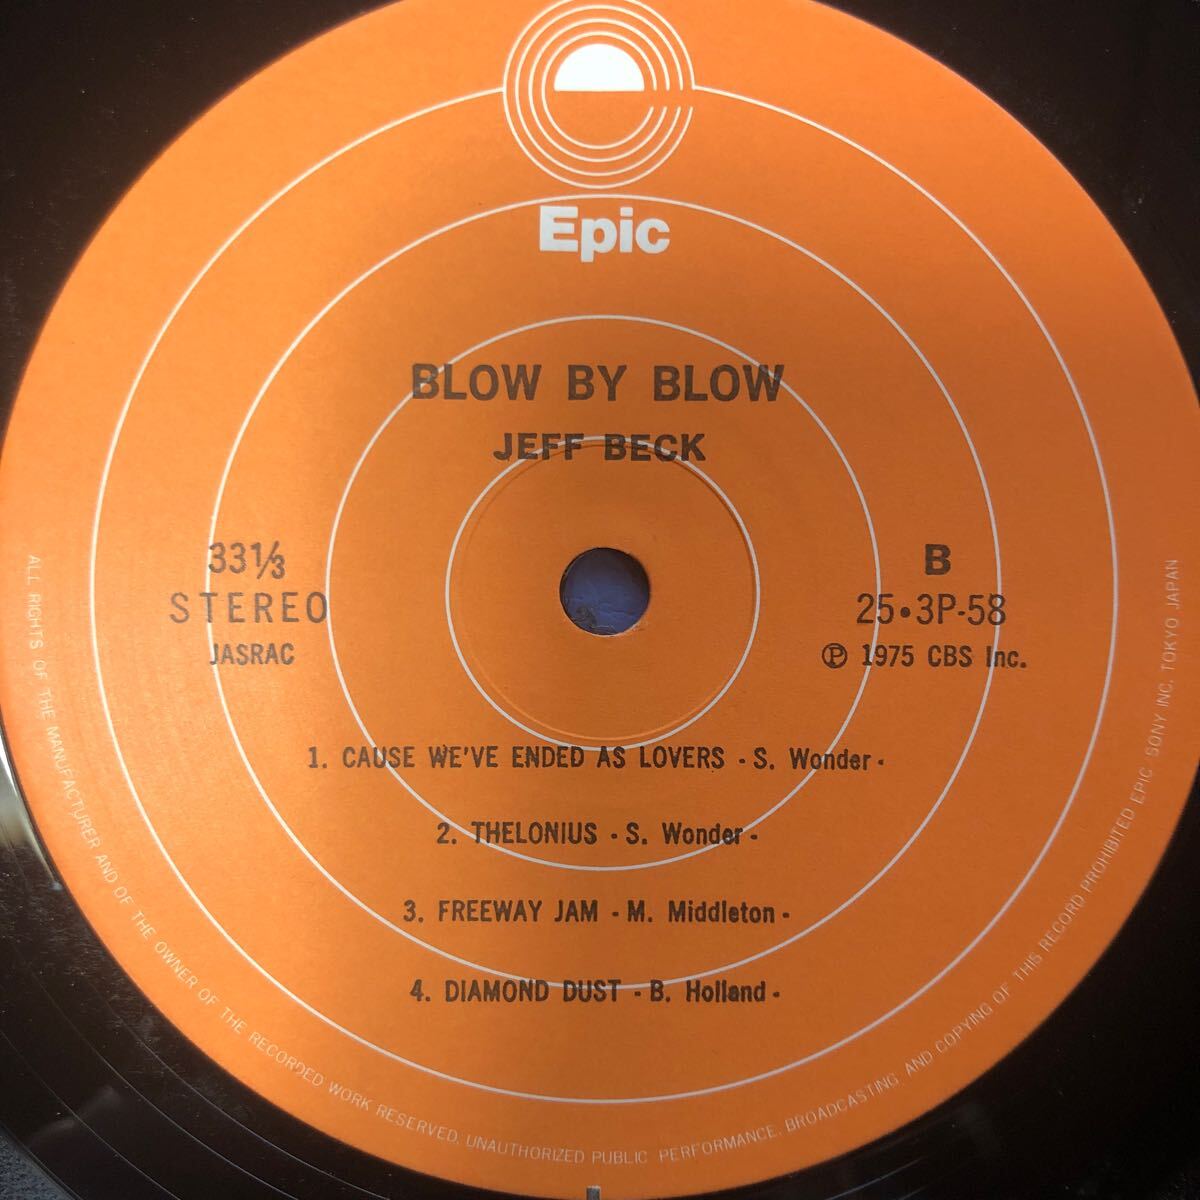 Epic
BLOW BY BLOW
JEFF BECK
33⅓
STEREO
JASRAC
B
25・3P-58
Ⓟ 1975 CBS Inc.
1. CAUSE WE'VE ENDED AS LOVERS - S. Wonder -
2. THELONIUS - S. Wonder -
3. FREEWAY JAM - M. Middleton -
4. DIAMOND DUST - B. Holland -
ALL RIGHTS OF THE MANUFACTURER AND OF THE OWNER OF THE RECORDED WORK RESERVED. UNAUTHORIZED PUBLIC PERFORMANCE. BROADCASTING AND COPYING OF THIS RECORD PROHIBITED EPIC SONY INC. TOKYO JAPAN